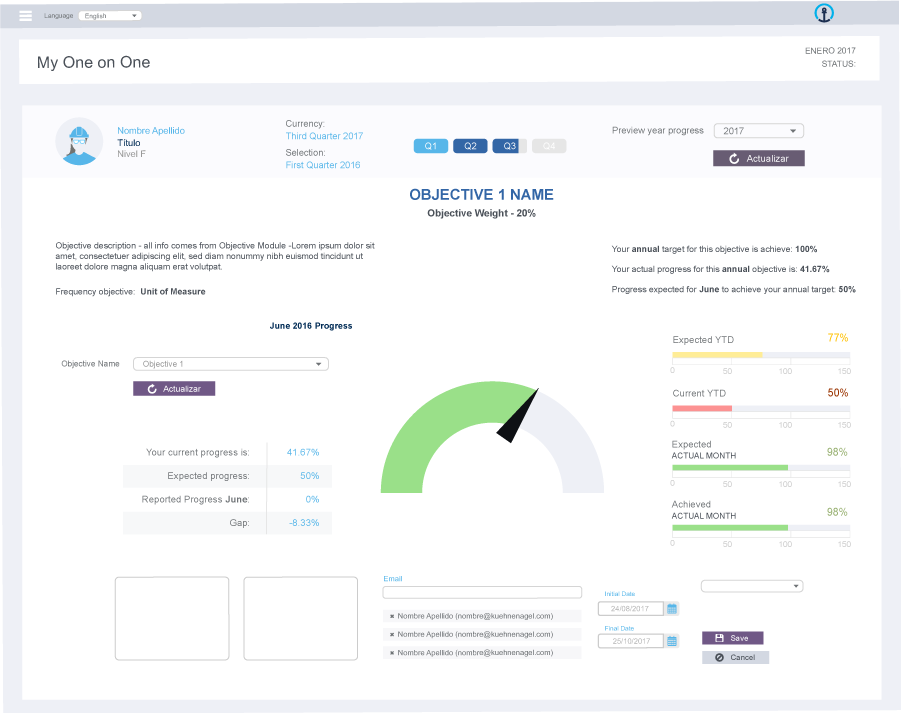 Language English
My One on One
ENERO 2017
STATUS:
Nombre Apellido
Título
Nivel F
Currency:
Third Quarter 2017
Selection:
First Quarter 2016
Q1 Q2 Q3 Q4
Preview year progress 2017
Actualizar
OBJECTIVE 1 NAME
Objective Weight - 20%
Objective description - all info comes from Objective Module -Lorem ipsum dolor sit
amet, consectetuer adipiscing elit, sed diam nonummy nibh euismod tincidunt ut
laoreet dolore magna aliquam erat volutpat.
Frequency objective: Unit of Measure
Your annual target for this objective is achieve: 100%
Your actual progress for this annual objective is: 41.67%
Progress expected for June to achieve your annual target: 50%
June 2016 Progress
Objective Name Objective 1
Actualizar
Your current progress is: 41.67%
Expected progress: 50%
Reported Progress June: 0%
Gap: -8.33%
Expected YTD 77%
0 50 100 150
Current YTD 50%
0 50 100 150
Expected
ACTUAL MONTH 98%
0 50 100 150
Achieved
ACTUAL MONTH 98%
0 50 100 150
Email
Nombre Apellido (nombre@kuehnenagel.com)
Nombre Apellido (nombre@kuehnenagel.com)
Nombre Apellido (nombre@kuehnenagel.com)
Initial Date
24/08/2017
Final Date
25/10/2017
Save
Cancel